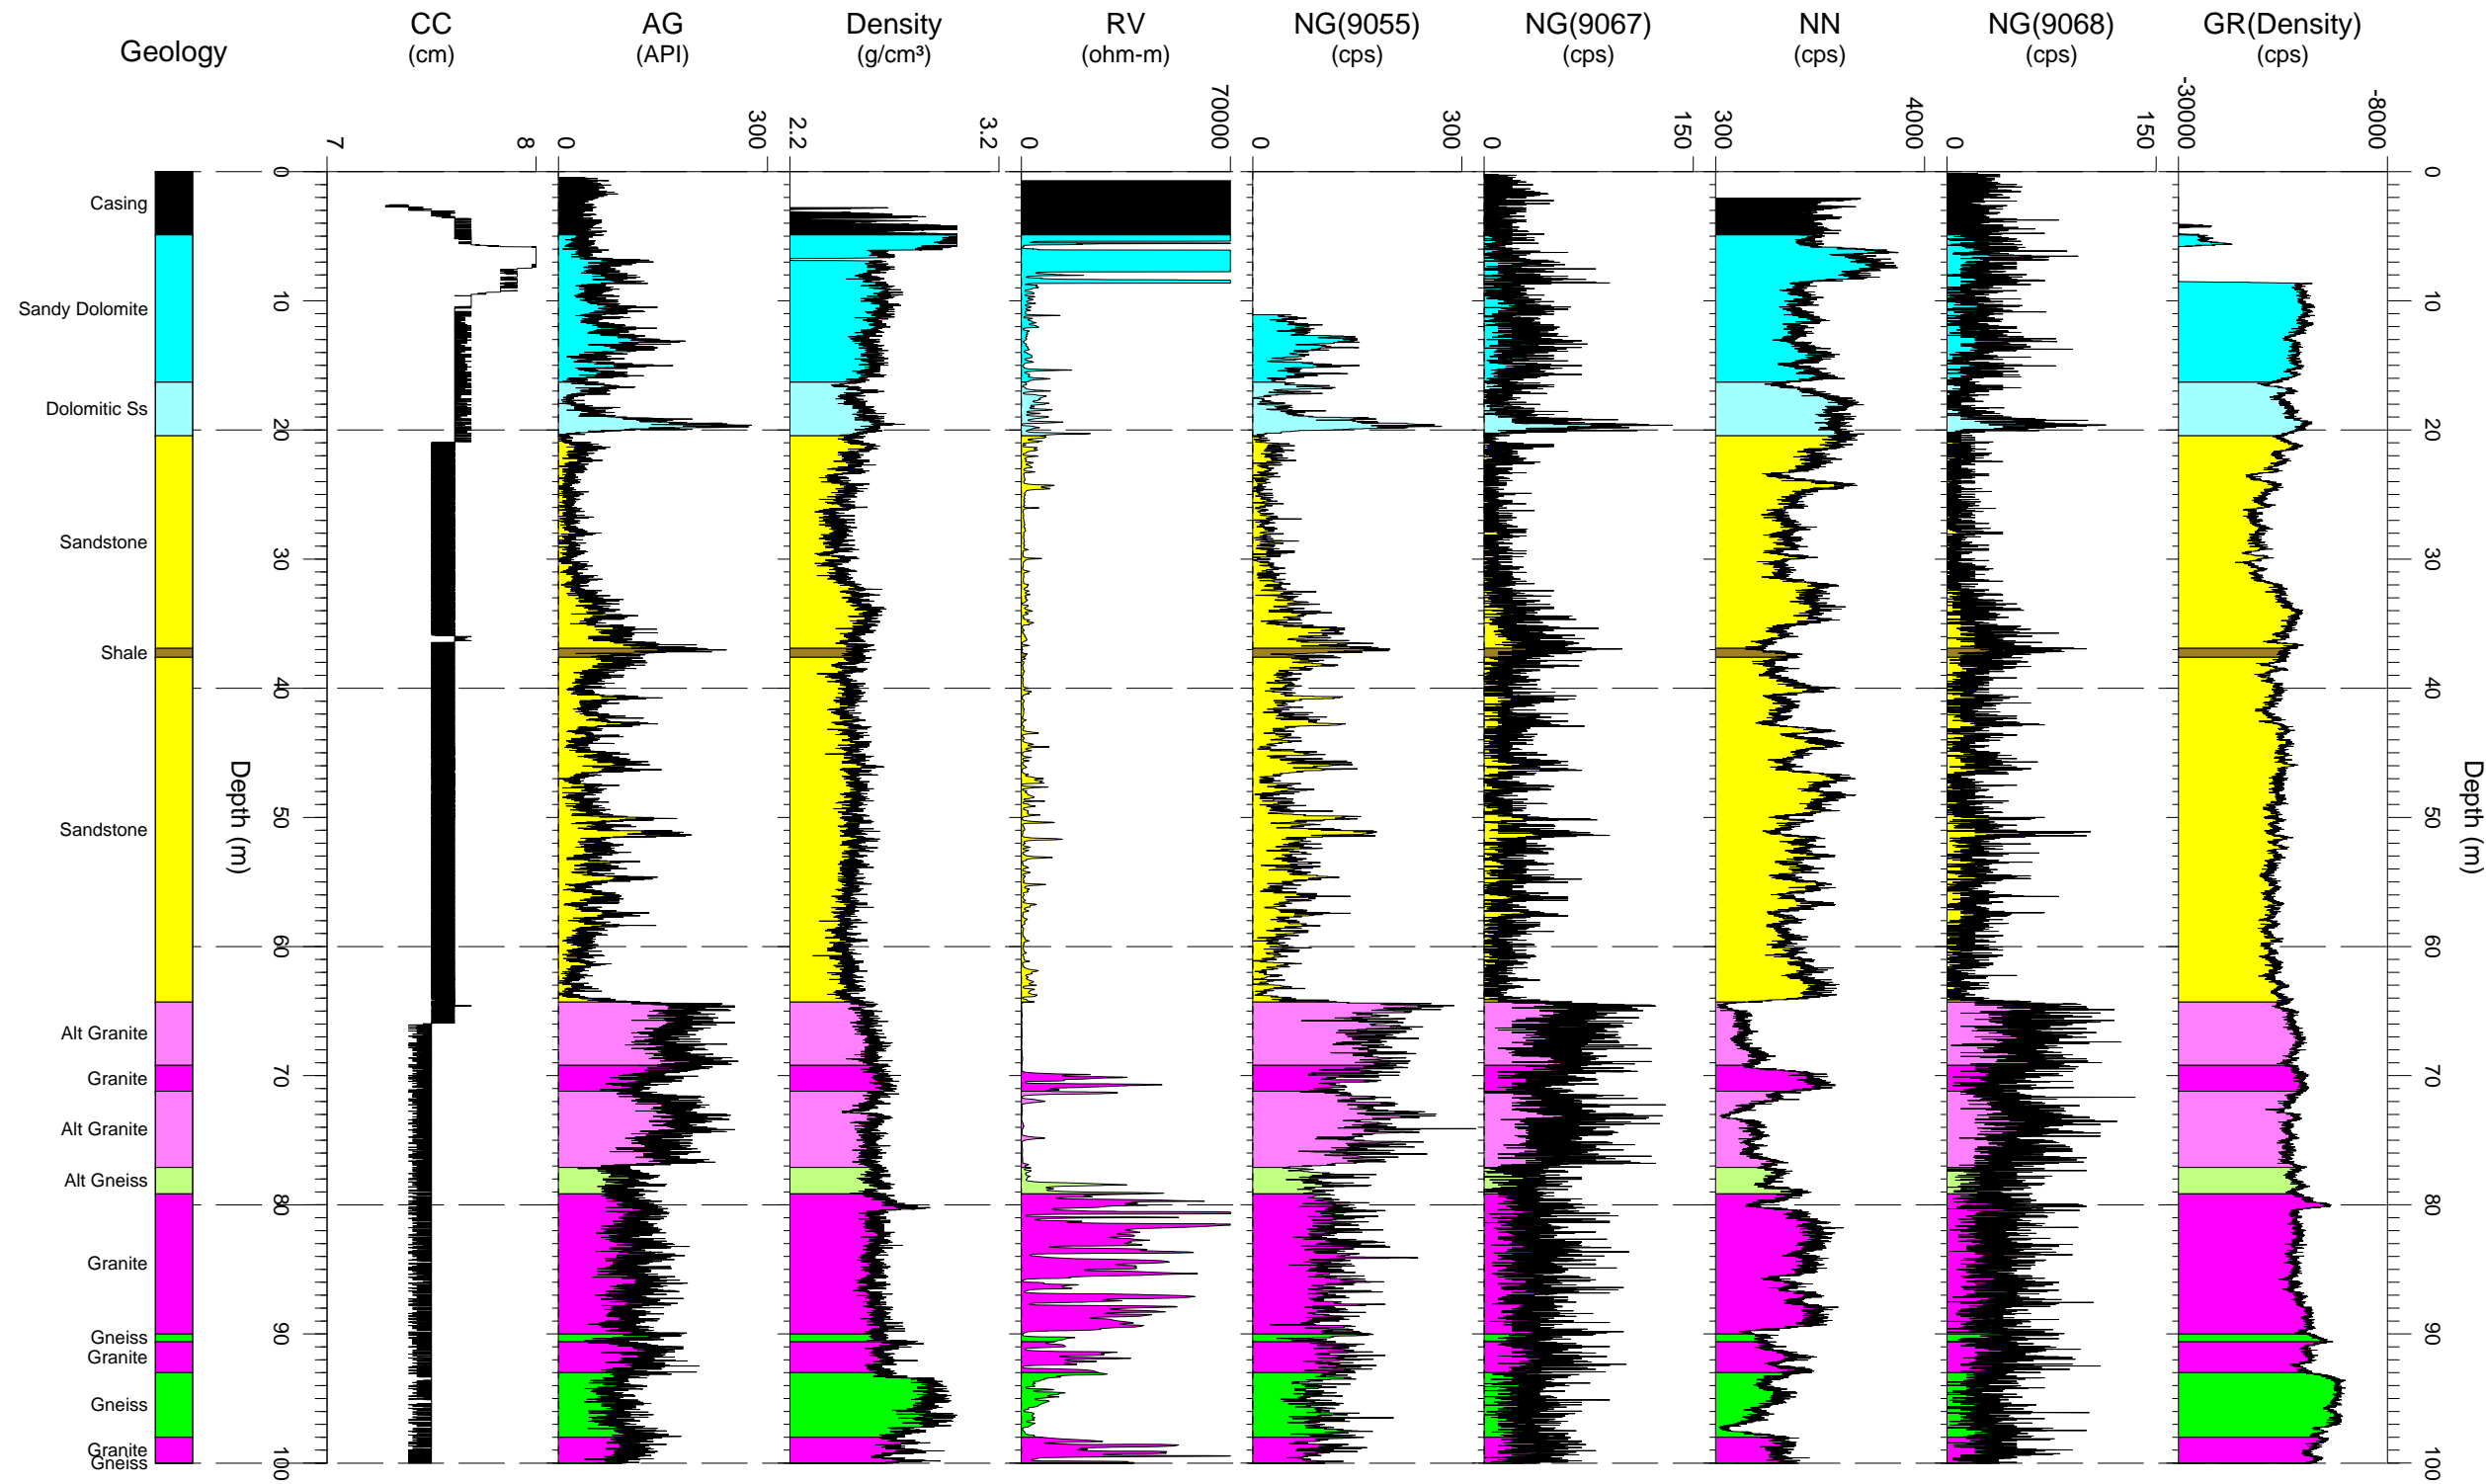 Geology
CC
(cm)
AG
(API)
Density
(g/cm³)
RV
(ohm-m)
NG(9055)
(cps)
NG(9067)
(cps)
NN
(cps)
NG(9068)
(cps)
GR(Density)
(cps)
7
8
0
300
2.2
3.2
0
70000
0
300
0
150
300
4000
0
150
-30000
-80000
0
10
20
30
40
50
60
70
80
90
100
Depth (m)
Casing
Sandy Dolomite
Dolomitic Ss
Sandstone
Shale
Sandstone
Alt Granite
Granite
Alt Granite
Alt Gneiss
Granite
Gneiss
Granite
Gneiss
Granite
Gneiss
0
10
20
30
40
50
60
70
80
90
100
Depth (m)